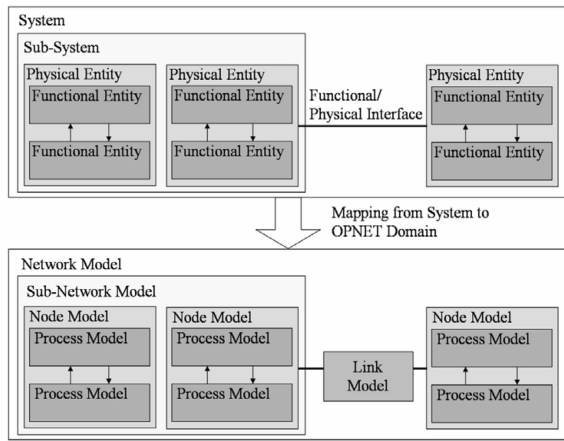 System
Sub-System
Physical Entity
Functional Entity
Functional Entity
Physical Entity
Functional Entity
Functional Entity
Functional/
Physical Interface
Physical Entity
Functional Entity
Functional Entity
Mapping from System to
OPNET Domain
Network Model
Sub-Network Model
Node Model
Process Model
Process Model
Node Model
Process Model
Process Model
Link
Model
Node Model
Process Model
Process Model